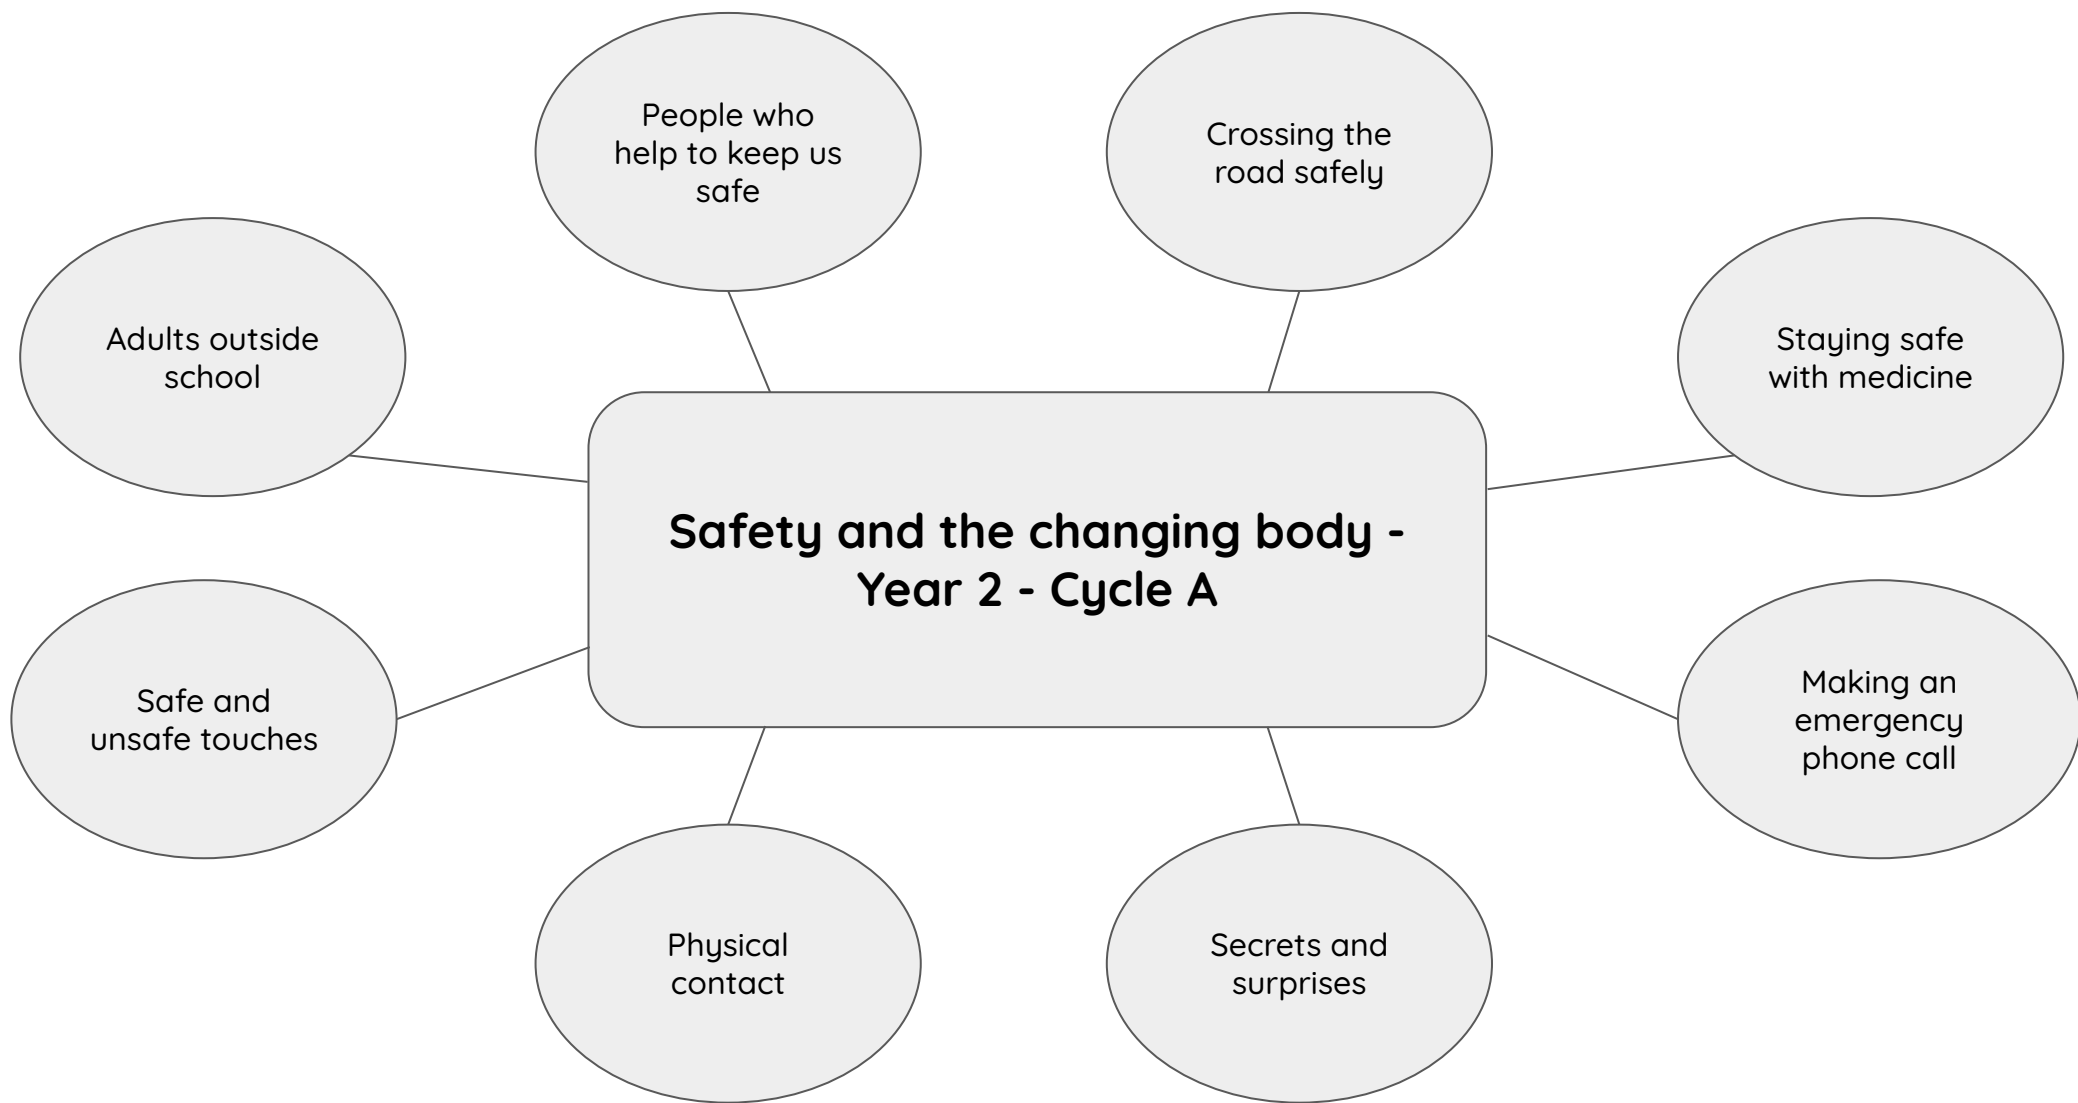 People who
help to keep us
safe
Crossing the
road safely
Adults outside
school
Staying safe
with medicine
Safety and the changing body -
Year 2 - Cycle A
Safe and
unsafe touches
Making an
emergency
phone call
Physical
contact
Secrets and
surprises